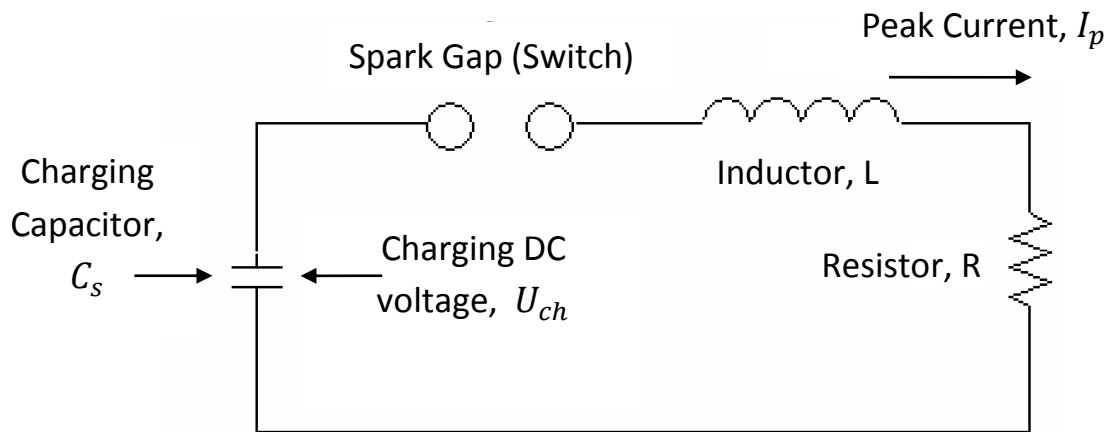 Peak Current, I_p
Spark Gap (Switch)
Charging
Capacitor,
C_s
Inductor, L
Charging DC
voltage, U_ch
Resistor, R